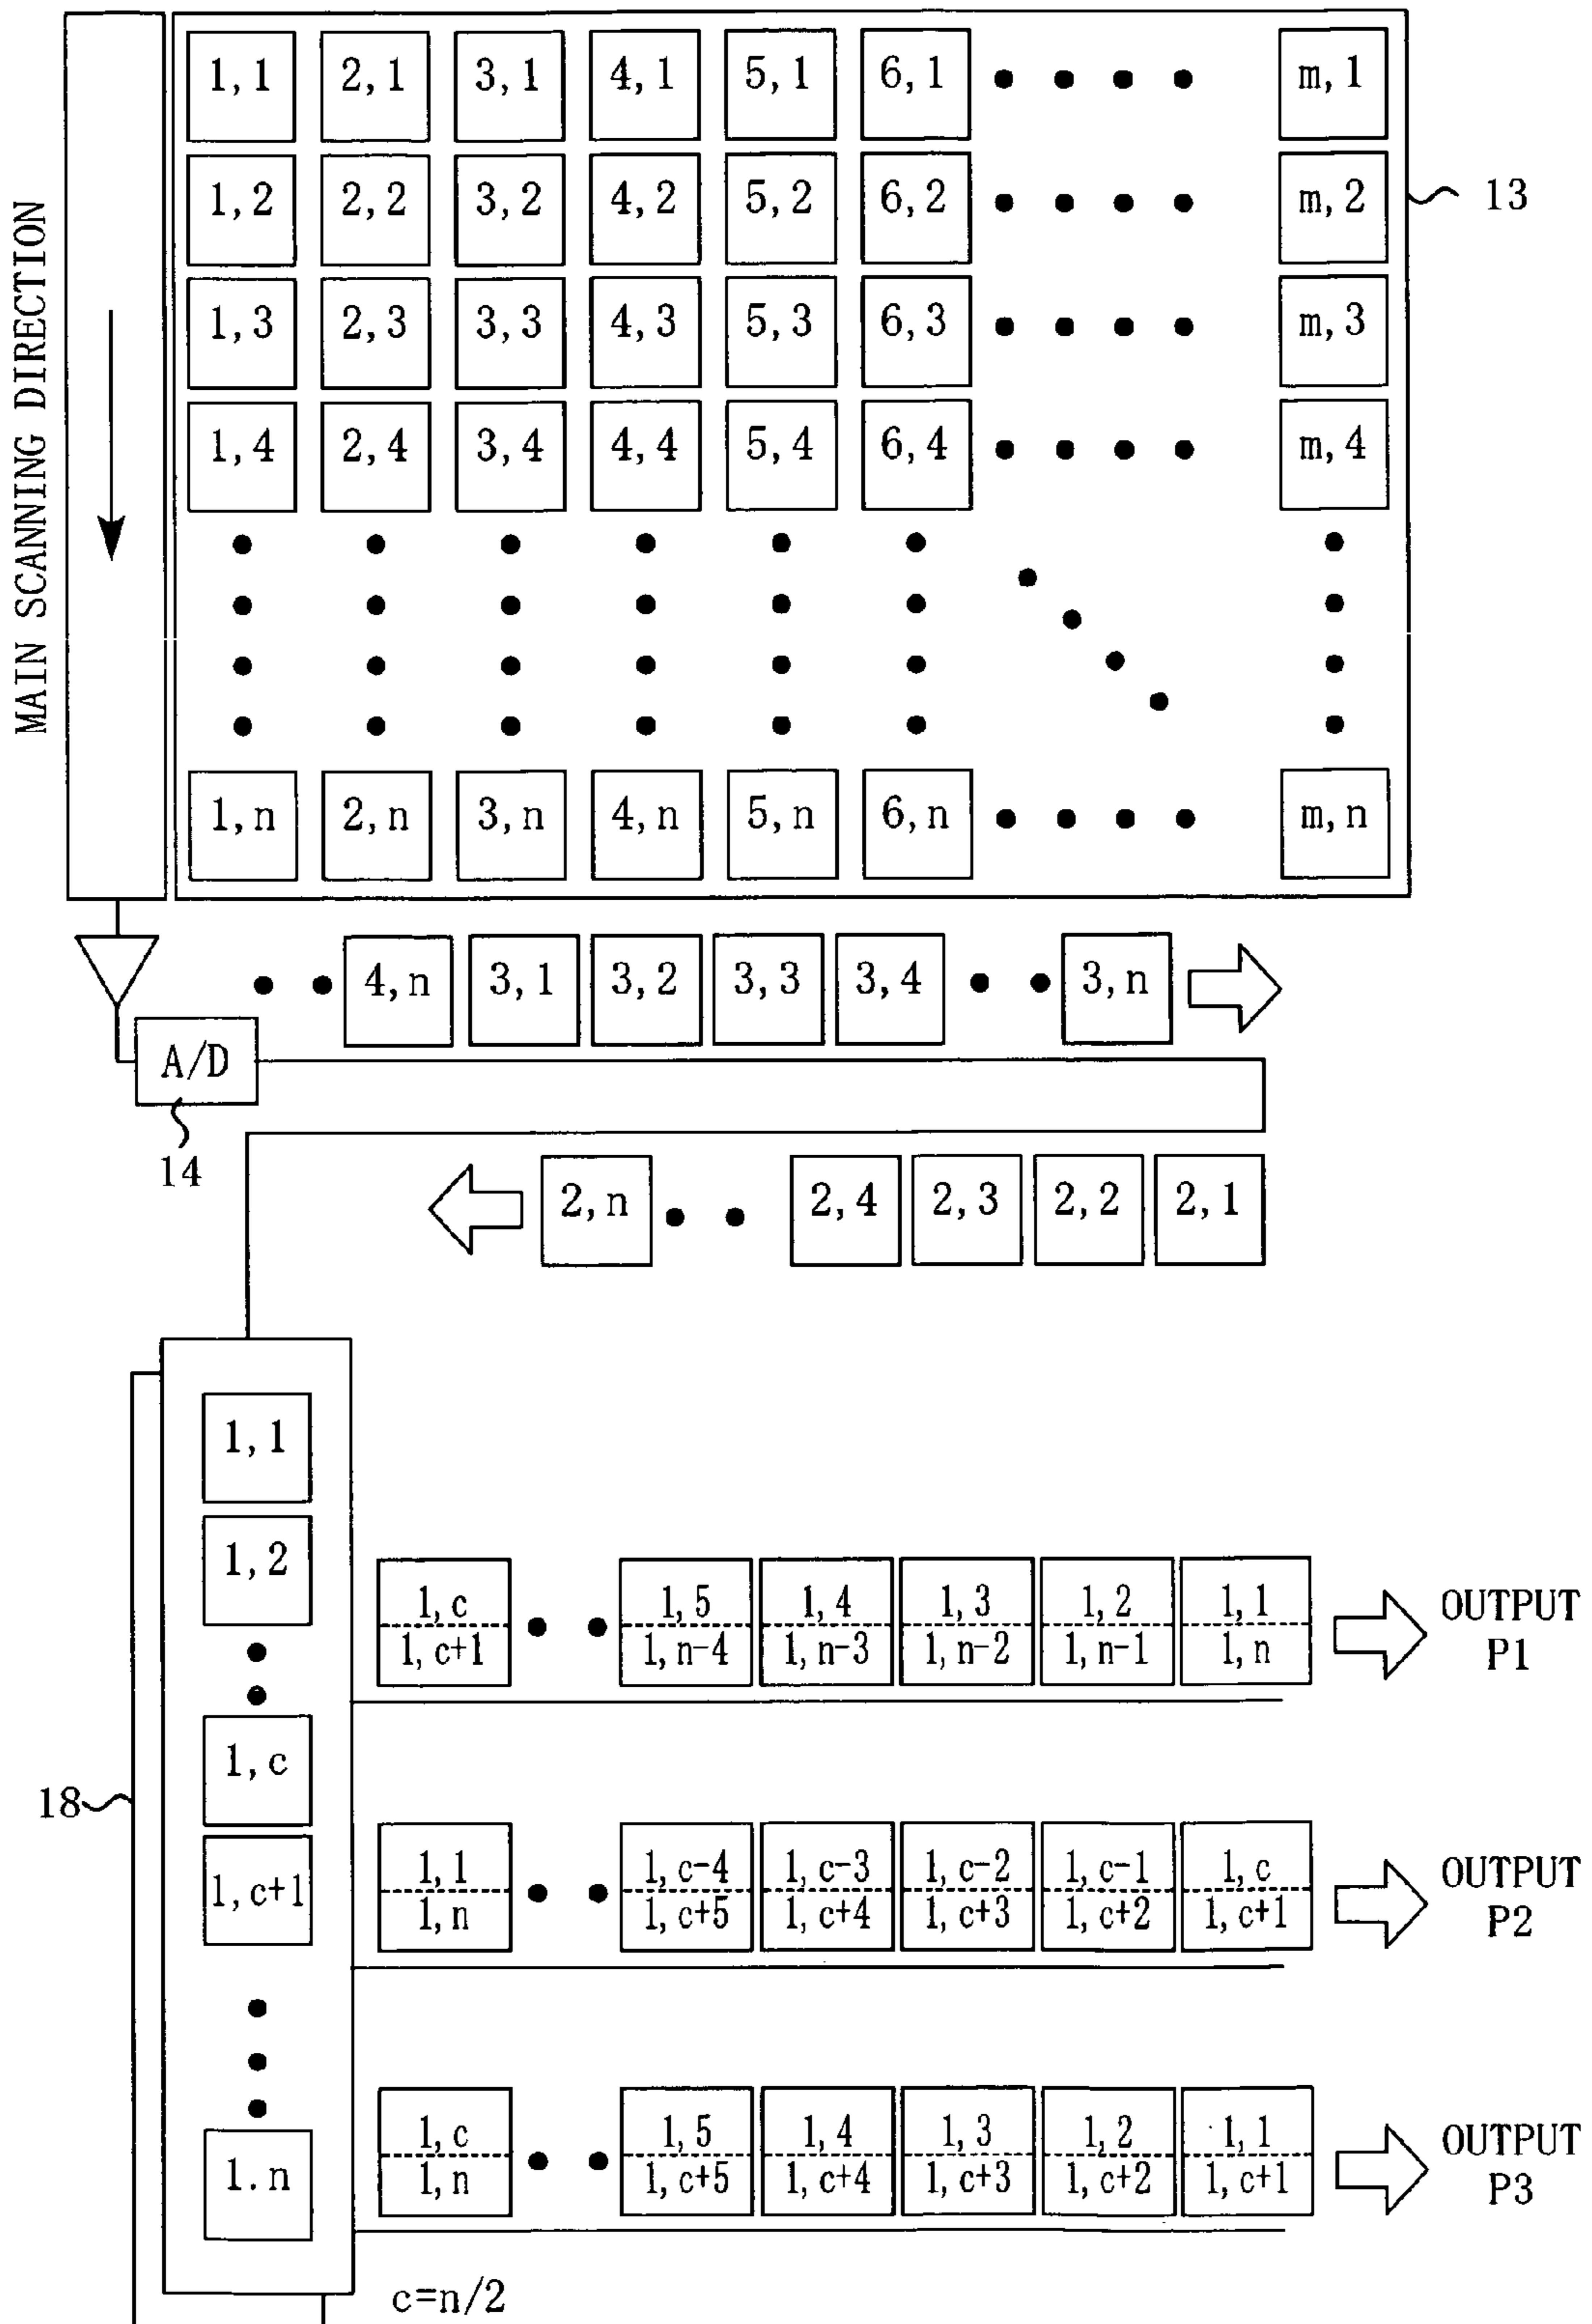 MAIN SCANNING DIRECTION
1,1 2,1 3,1 4,1 5,1 6,1 m,1
1,2 2,2 3,2 4,2 5,2 6,2 m,2
13
1,3 2,3 3,3 4,3 5,3 6,3 m,3
1,4 2,4 3,4 4,4 5,4 6,4 m,4
1,n 2,n 3,n 4,n 5,n 6,n m,n
4,n 3,1 3,2 3,3 3,4 3,n
A/D
14
2,n 2,4 2,3 2,2 2,1
18
1,1
1,2
1,c
1,c+1
1.n
1,c 1,5 1,4 1,3 1,2 1,1
1,c+1 1,n-4 1,n-3 1,n-2 1,n-1 1,n
OUTPUT
P1
1,1 1,c-4 1,c-3 1,c-2 1,c-1 1,c
1,n 1,c+5 1,c+4 1,c+3 1,c+2 1,c+1
OUTPUT
P2
1,c 1,5 1,4 1,3 1,2 1,1
1,n 1,c+5 1,c+4 1,c+3 1,c+2 1,c+1
OUTPUT
P3
c=n/2